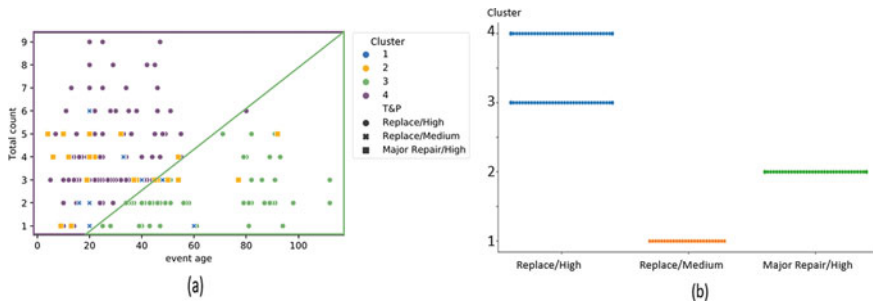 Total count
9
8
7
6
5
4
3
2
1
0
20
40
60
80
100
event age
(a)
Cluster
1
2
3
4
T&P
Replace/High
Replace/Medium
Major Repair/High
Cluster
4
3
2
1
Replace/High
Replace/Medium
Major Repair/High
(b)